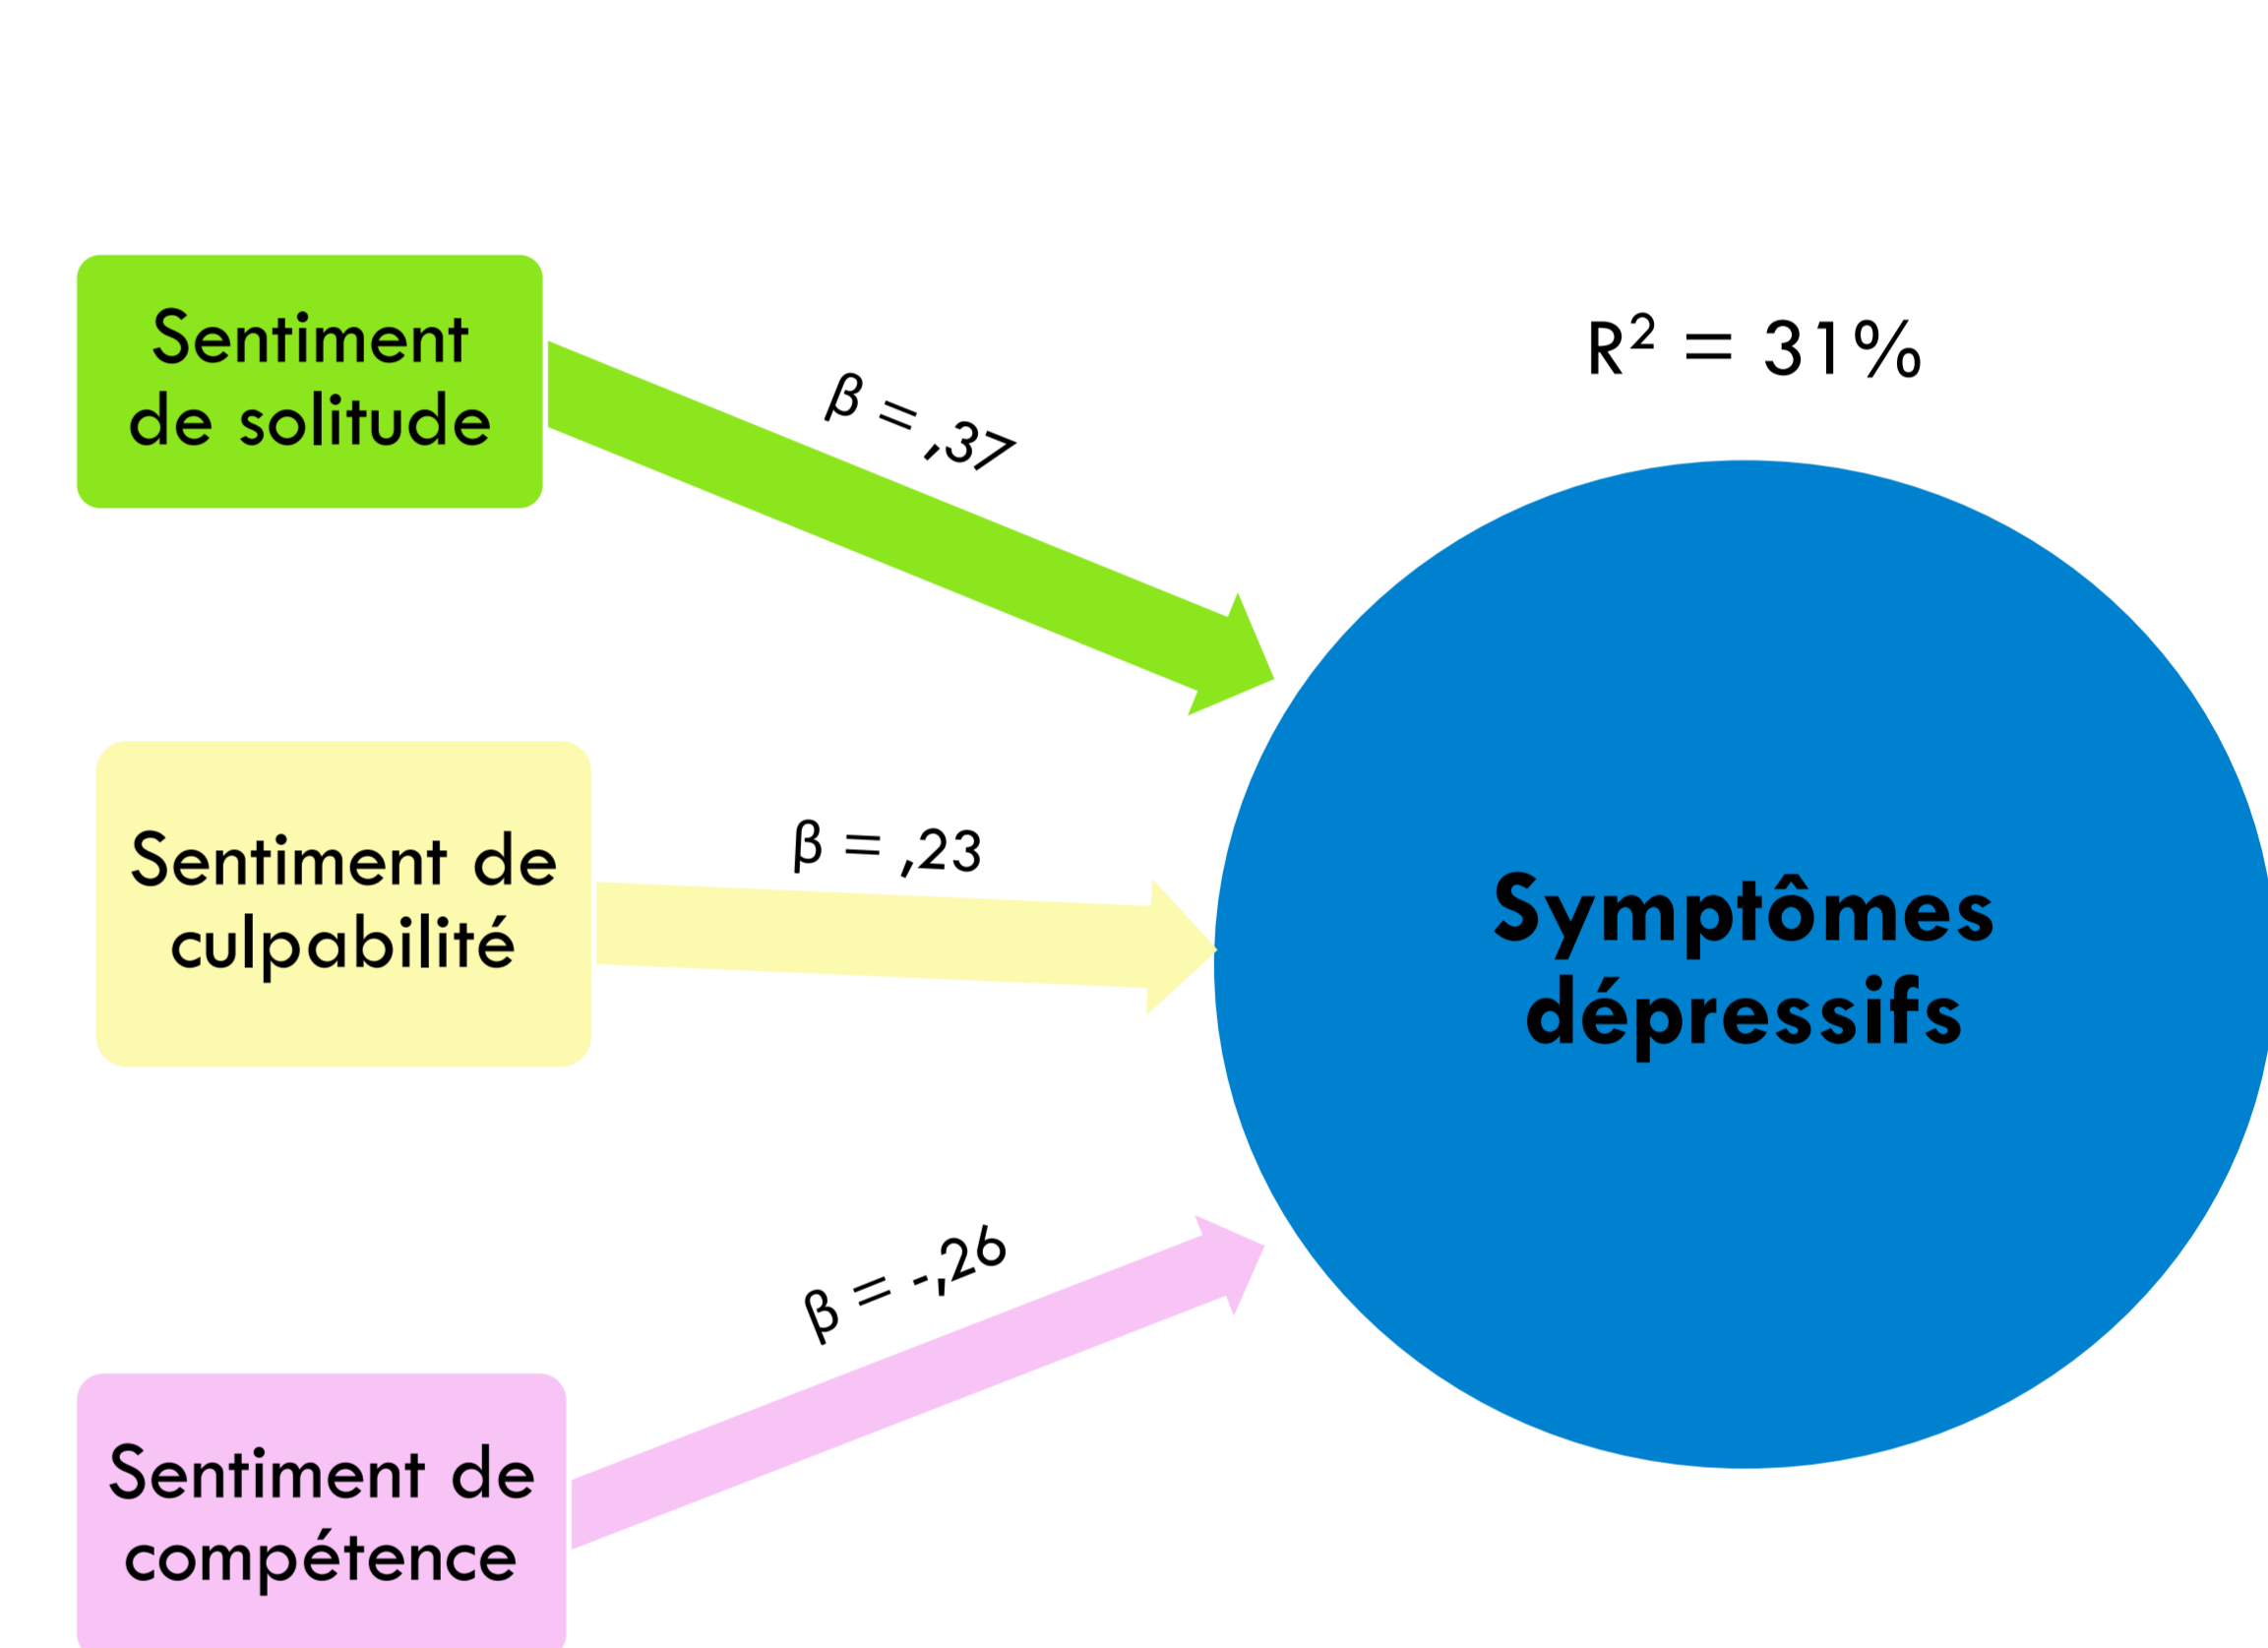 R² = 31%
Sentiment
de solitude
β = ,37
Sentiment de
culpabilité
β = ,23
Symptômes
dépressifs
β = -,26
Sentiment de
compétence